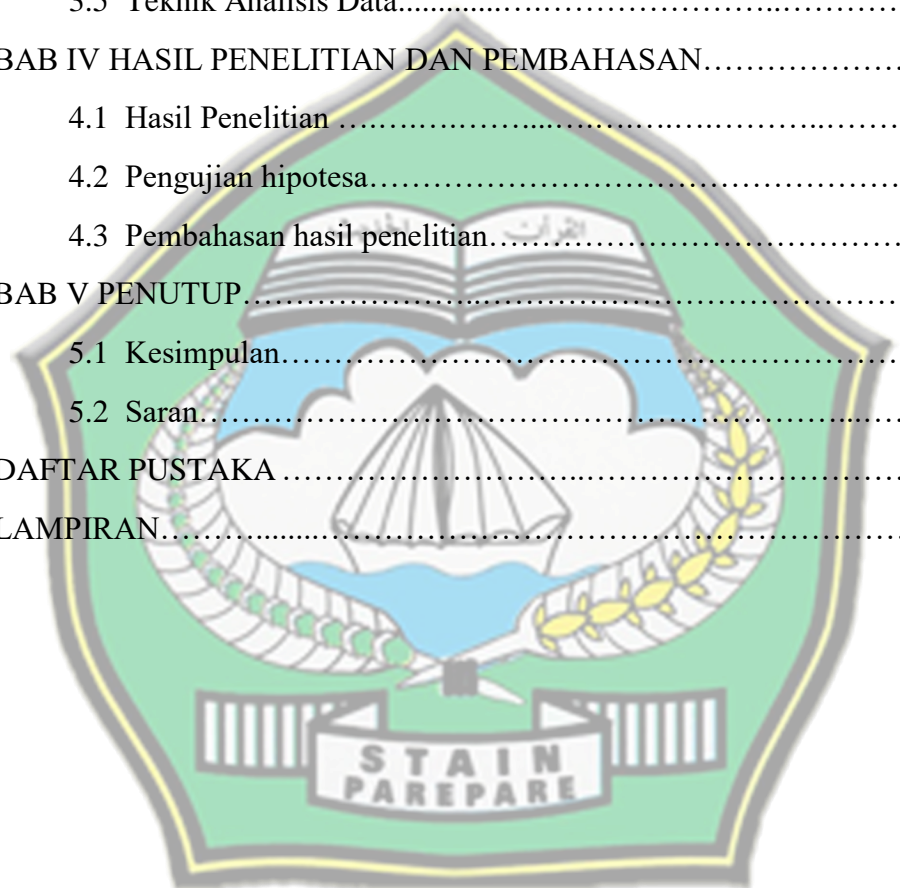 3.5 Teknik Analisis Data...............................................................
BAB IV HASIL PENELITIAN DAN PEMBAHASAN.....................
4.1 Hasil Penelitian .....................................................................
4.2 Pengujian hipotesa................................................................
4.3 Pembahasan hasil penelitian.................................................
BAB V PENUTUP.........................................................................
5.1 Kesimpulan...........................................................................
5.2 Saran.....................................................................................
DAFTAR PUSTAKA .....................................................................
LAMPIRAN...................................................................................
القرآن
STAIN
PAREPARE